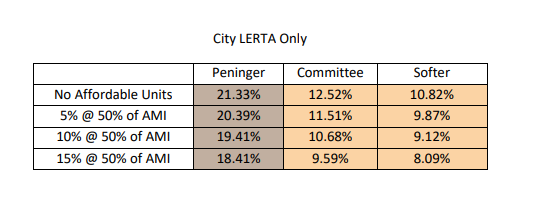 City LERTA Only
Peninger Committee Softer
No Affordable Units 21.33% 12.52% 10.82%
5% @ 50% of AMI 20.39% 11.51% 9.87%
10% @ 50% of AMI 19.41% 10.68% 9.12%
15% @ 50% of AMI 18.41% 9.59% 8.09%